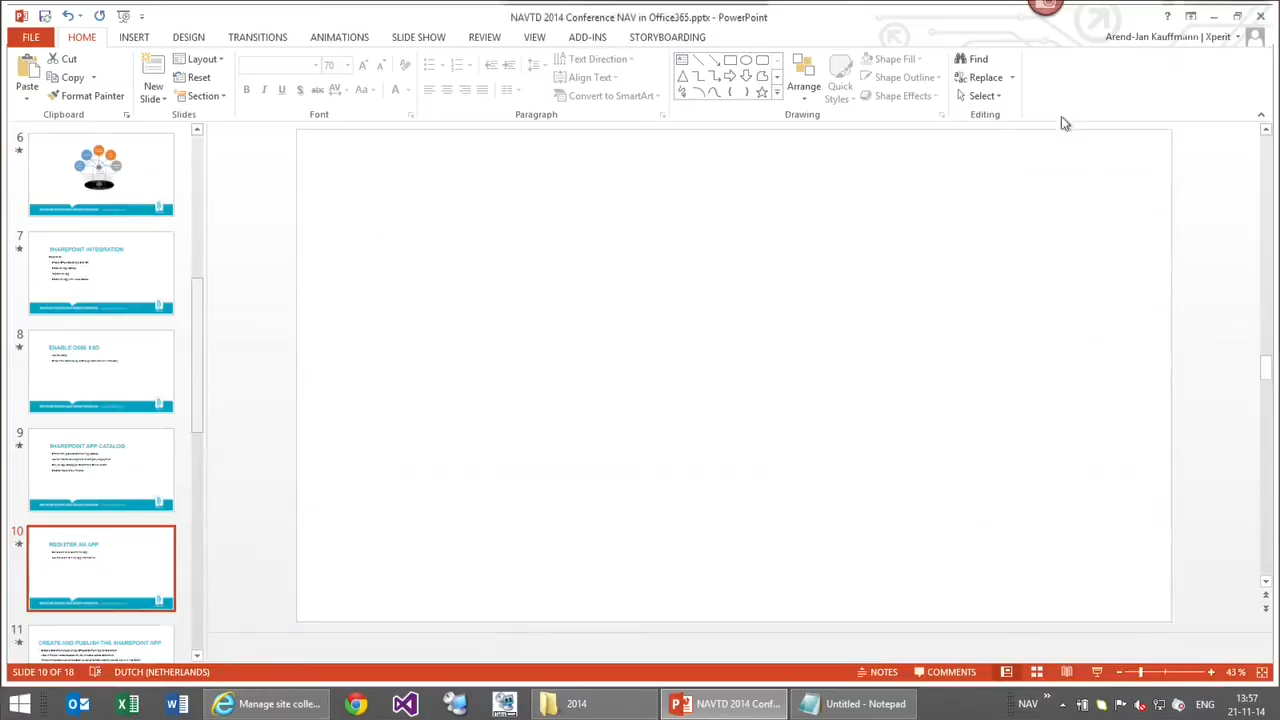 NAVTD 2014 Conference NAV in Office365.pptx - PowerPoint
?
FILE
HOME
INSERT
DESIGN
TRANSITIONS
ANIMATIONS
SLIDE SHOW
REVIEW
VIEW
ADD-INS
STORYBOARDING
Arend-Jan Kauffmann | Xperit
Paste
Cut
Copy
Format Painter
Clipboard
New
Slide
Layout
Reset
Section
Slides
70
B I U S abc AV Aa A
Font
Text Direction
Align Text
Convert to SmartArt
Paragraph
Arrange
Quick
Styles
Shape Fill
Shape Outline
Shape Effects
Drawing
Find
Replace
Select
Editing
6
7
SHAREPOINT INTEGRATION
8
9
SHAREPOINT APP CATALOG
10
REGISTER AN APP
11
CREATE AND PUBLISH THE SHAREPOINT APP
SLIDE 10 OF 18
DUTCH (NETHERLANDS)
NOTES
COMMENTS
43 %
Manage site colle...
2014
NAVTD 2014 Conf...
Untitled - Notepad
NAV
ENG
13:57
21-11-14